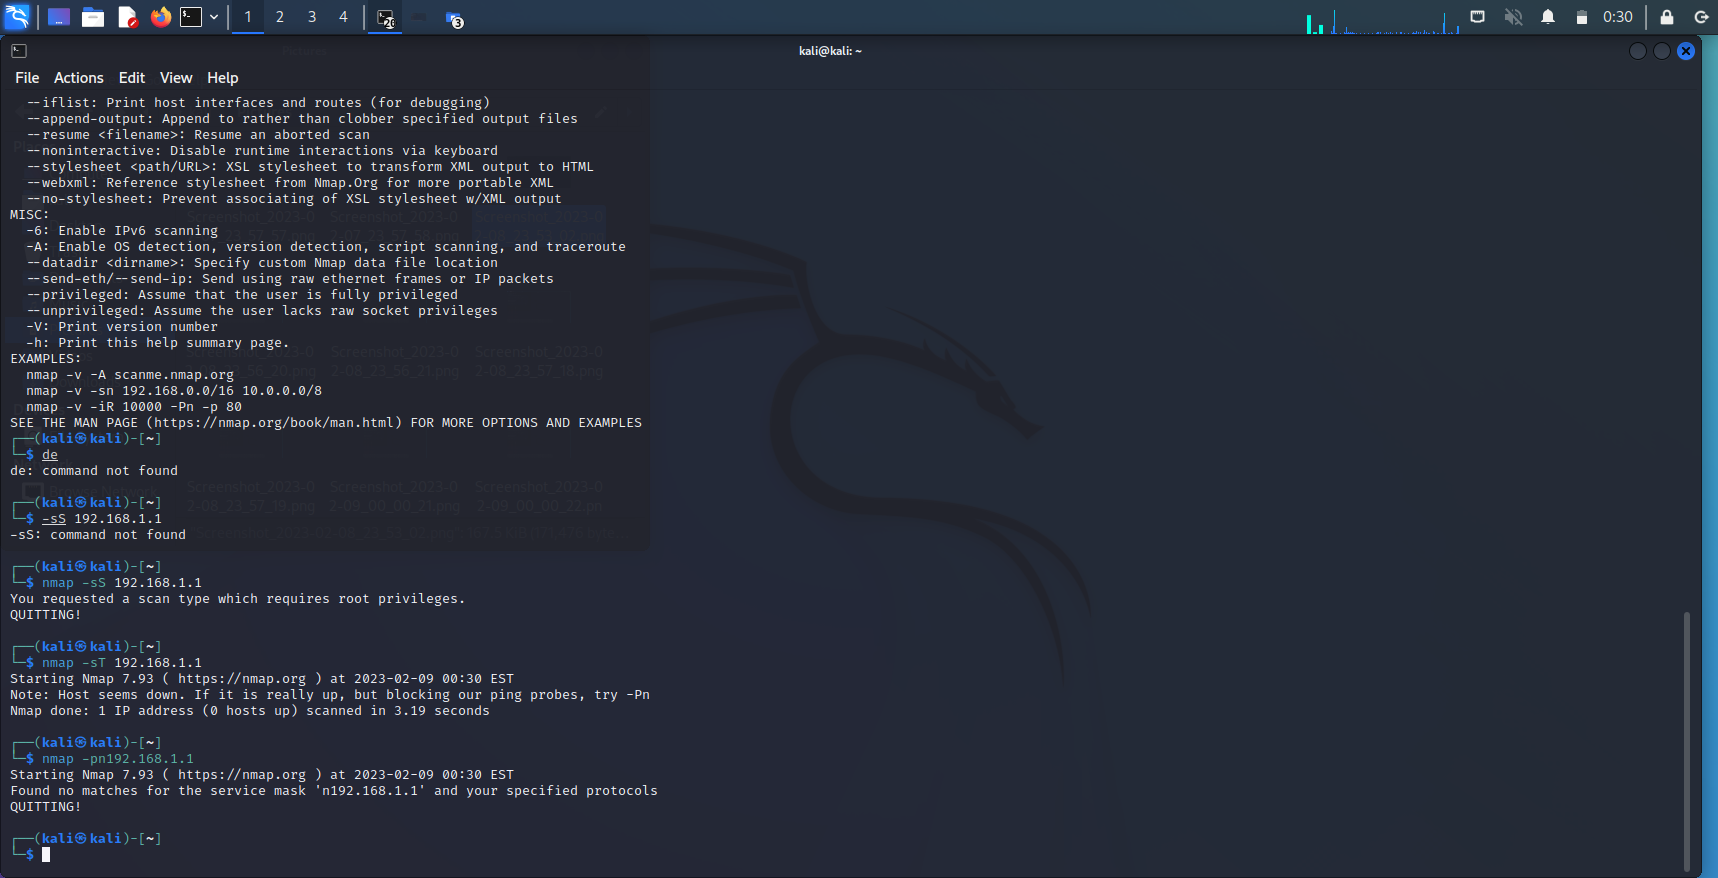 1 2 3 4 20 3 0:30
kali@kali: ~
File Actions Edit View Help
--iflist: Print host interfaces and routes (for debugging)
--append-output: Append to rather than clobber specified output files
--resume <filename>: Resume an aborted scan
--noninteractive: Disable runtime interactions via keyboard
--stylesheet <path/URL>: XSL stylesheet to transform XML output to HTML
--webxml: Reference stylesheet from Nmap.Org for more portable XML
--no-stylesheet: Prevent associating of XSL stylesheet w/XML output
MISC:
-6: Enable IPv6 scanning
-A: Enable OS detection, version detection, script scanning, and traceroute
--datadir <dirname>: Specify custom Nmap data file location
--send-eth/--send-ip: Send using raw ethernet frames or IP packets
--privileged: Assume that the user is fully privileged
--unprivileged: Assume the user lacks raw socket privileges
-V: Print version number
-h: Print this help summary page.
EXAMPLES:
nmap -v -A scanme.nmap.org
nmap -v -sn 192.168.0.0/16 10.0.0.0/8
nmap -v -iR 10000 -Pn -p 80
SEE THE MAN PAGE (https://nmap.org/book/man.html) FOR MORE OPTIONS AND EXAMPLES
┌──(kali㉿kali)-[~]
└─$ de
de: command not found
┌──(kali㉿kali)-[~]
└─$ -sS 192.168.1.1
-sS: command not found
┌──(kali㉿kali)-[~]
└─$ nmap -sS 192.168.1.1
You requested a scan type which requires root privileges.
QUITTING!
┌──(kali㉿kali)-[~]
└─$ nmap -sT 192.168.1.1
Starting Nmap 7.93 ( https://nmap.org ) at 2023-02-09 00:30 EST
Note: Host seems down. If it is really up, but blocking our ping probes, try -Pn
Nmap done: 1 IP address (0 hosts up) scanned in 3.19 seconds
┌──(kali㉿kali)-[~]
└─$ nmap -pn192.168.1.1
Starting Nmap 7.93 ( https://nmap.org ) at 2023-02-09 00:30 EST
Found no matches for the service mask 'n192.168.1.1' and your specified protocols
QUITTING!
┌──(kali㉿kali)-[~]
└─$